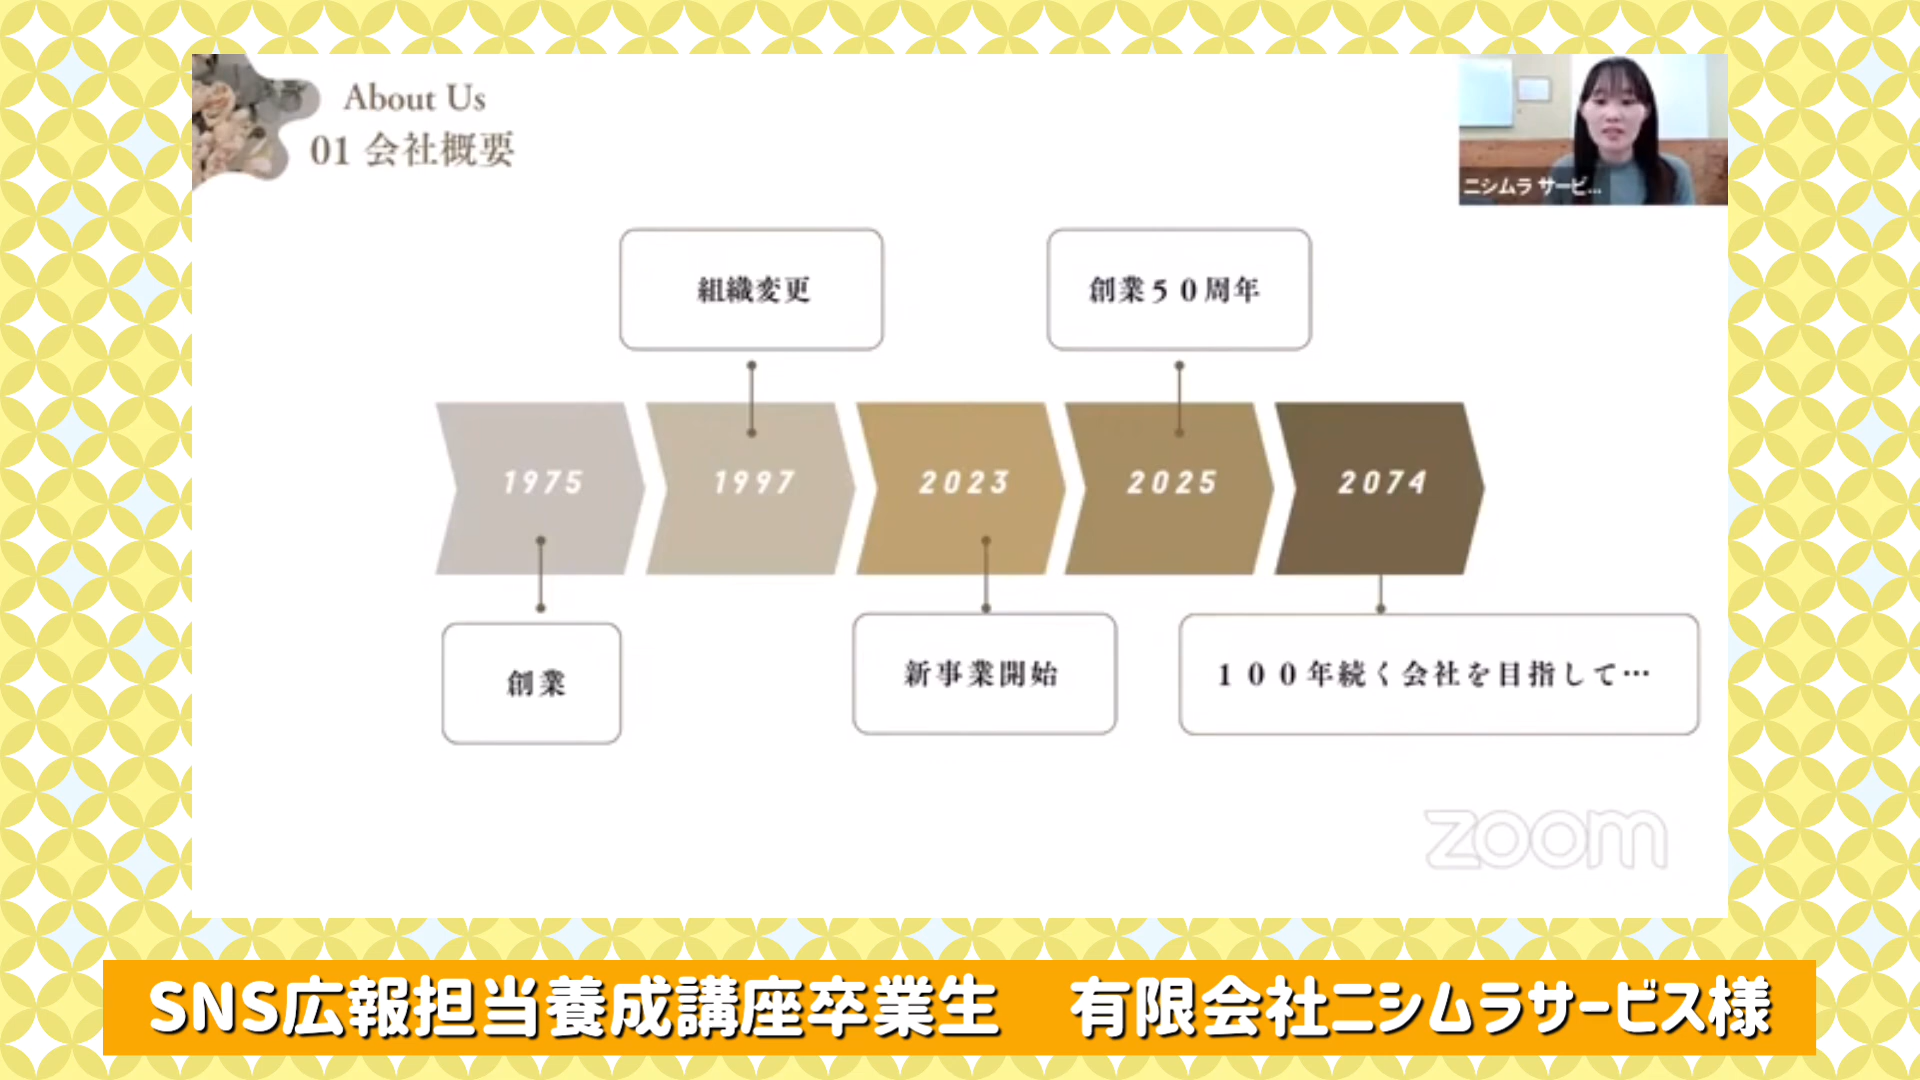 About Us
01 会社概要
ニシムラ サービ...
組織変更
創業５０周年
1975
1997
2023
2025
2074
創業
新事業開始
１００年続く会社を目指して…
zoom
SNS広報担当養成講座卒業生　有限会社ニシムラサービス様